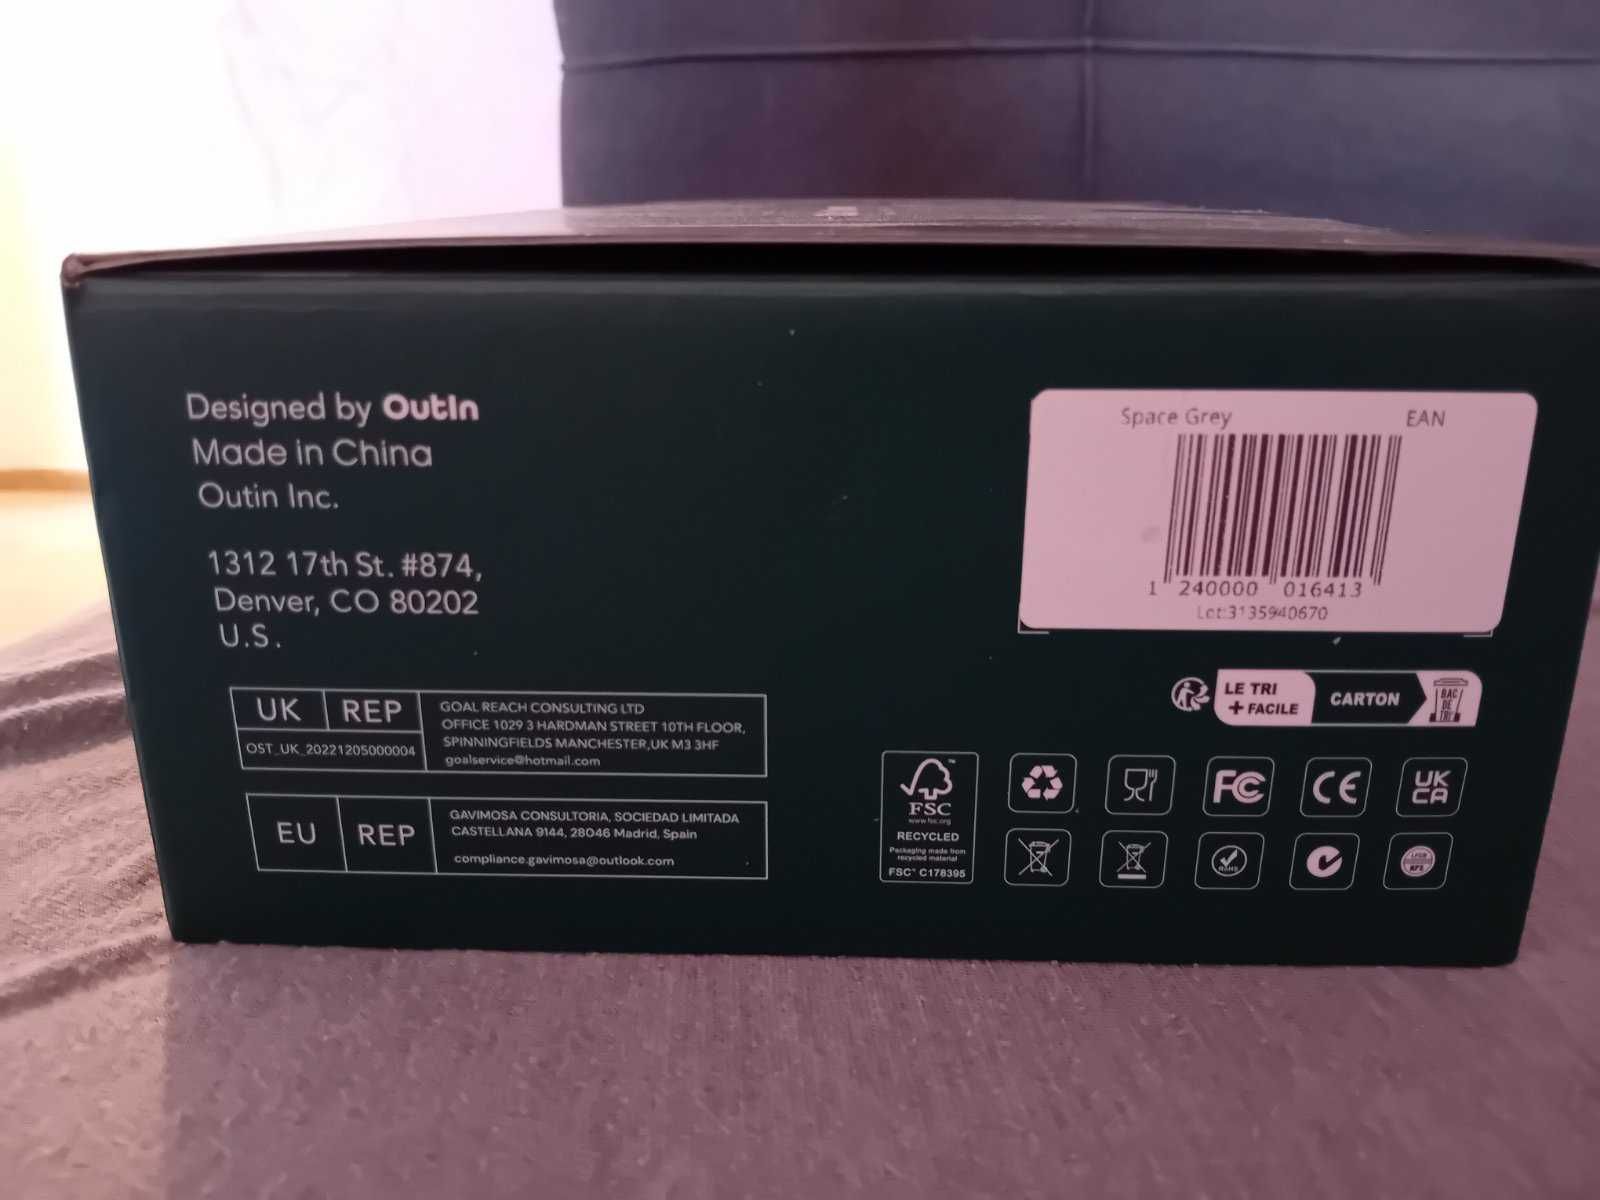 Designed by OutIn
Made in China
Outin Inc.
1312 17th St. #874,
Denver, CO 80202
U.S.
UK REP
OST_UK_20221205000004
GOAL REACH CONSULTING LTD
OFFICE 1029 3 HARDMAN STREET 10TH FLOOR,
SPINNINGFIELDS MANCHESTER,UK M3 3HF
goalservice@hotmail.com
EU REP
GAVIMOSA CONSULTORIA, SOCIEDAD LIMITADA
CASTELLANA 9144, 28046 Madrid, Spain
compliance.gavimosa@outlook.com
Space Grey EAN
1 240000 016413
Lot:3135940670
LE TRI
+ FACILE
CARTON
BAC
DE
TRI
FSC
www.fsc.org
RECYCLED
Packaging made from
recycled material
FSC™ C178395
FC
CE
UK
CA
RoHS
LFGB